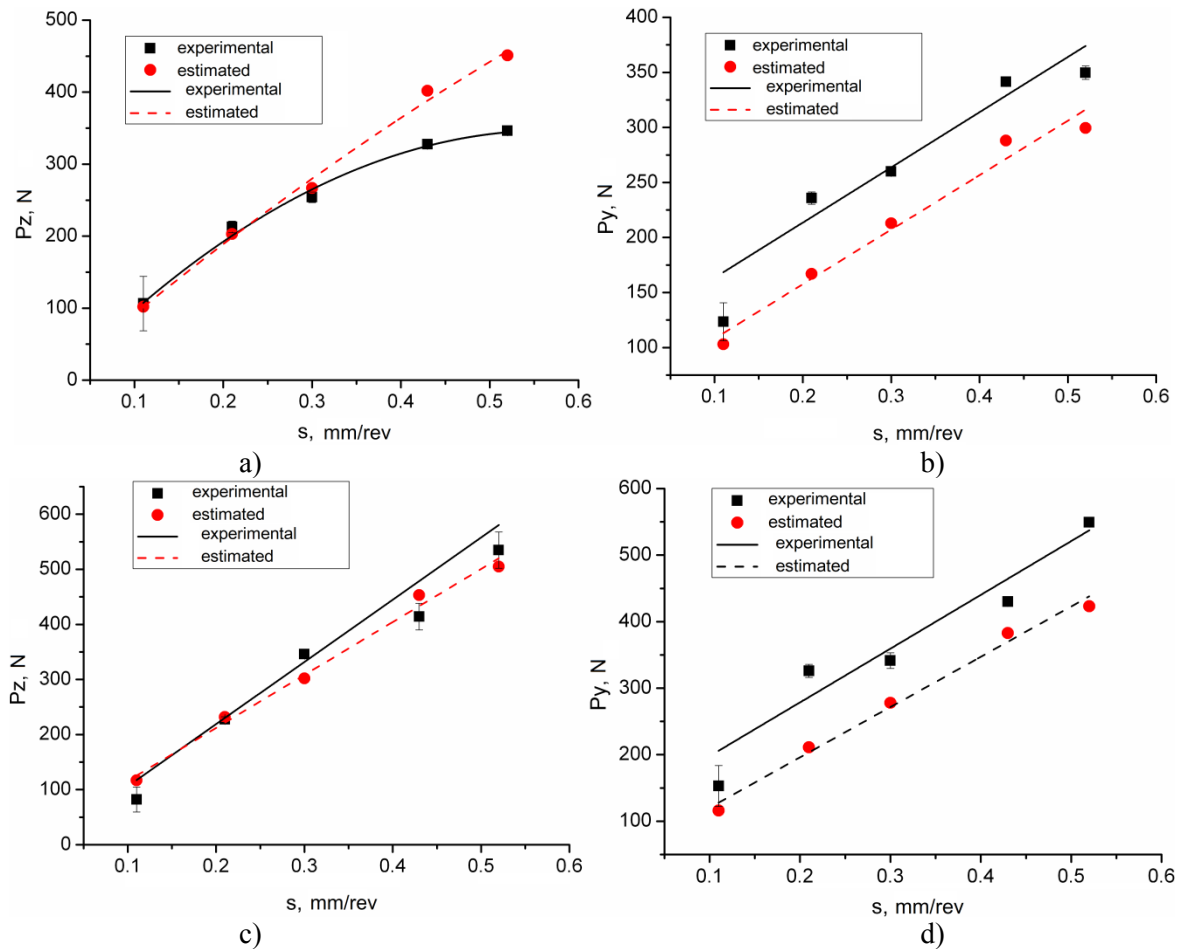 experimental
estimated
experimental
estimated
500
400
300
200
100
0
Pz, N
0.1 0.2 0.3 0.4 0.5 0.6
s, mm/rev
a)
experimental
estimated
experimental
estimated
350
300
250
200
150
100
Py, N
0.1 0.2 0.3 0.4 0.5 0.6
s, mm/rev
b)
experimental
estimated
experimental
estimated
600
500
400
300
200
100
0
Pz, N
0.1 0.2 0.3 0.4 0.5 0.6
s, mm/rev
c)
experimental
estimated
experimental
estimated
600
500
400
300
200
100
Py, N
0.1 0.2 0.3 0.4 0.5 0.6
s, mm/rev
d)